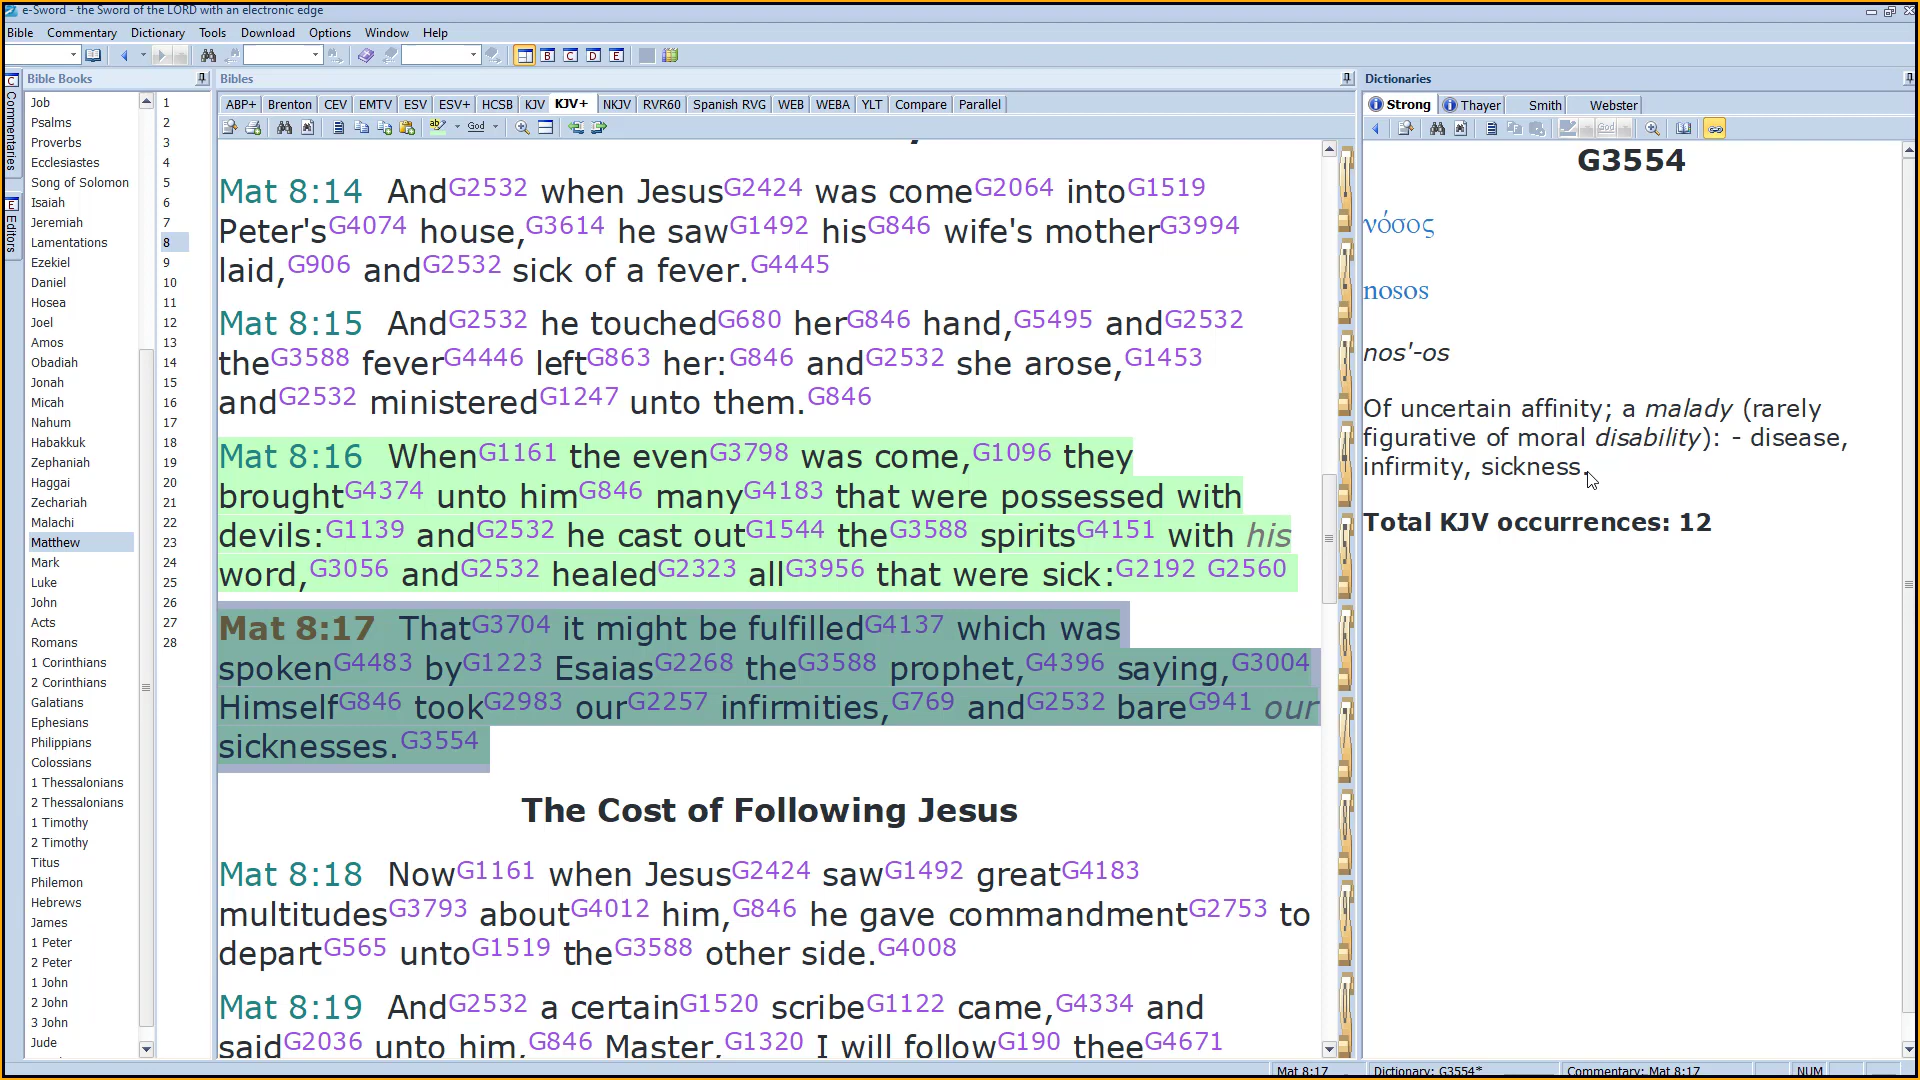 e-Sword - the Sword of the LORD with an electronic edge
Bible Commentary Dictionary Tools Download Options Window Help
B C D E
Bible Books
Bibles
Dictionaries
C Commentaries
E Editors
Job
Psalms
Proverbs
Ecclesiastes
Song of Solomon
Isaiah
Jeremiah
Lamentations
Ezekiel
Daniel
Hosea
Joel
Amos
Obadiah
Jonah
Micah
Nahum
Habakkuk
Zephaniah
Haggai
Zechariah
Malachi
Matthew
Mark
Luke
John
Acts
Romans
1 Corinthians
2 Corinthians
Galatians
Ephesians
Philippians
Colossians
1 Thessalonians
2 Thessalonians
1 Timothy
2 Timothy
Titus
Philemon
Hebrews
James
1 Peter
2 Peter
1 John
2 John
3 John
Jude
1
2
3
4
5
6
7
8
9
10
11
12
13
14
15
16
17
18
19
20
21
22
23
24
25
26
27
28
ABP+ Brenton CEV EMTV ESV ESV+ HCSB KJV KJV+ NKJV RVR60 Spanish RVG WEB WEBA YLT Compare Parallel
ab God
Mat 8:14 AndG2532 when JesusG2424 was comeG2064 intoG1519
Peter'sG4074 house,G3614 he sawG1492 hisG846 wife's motherG3994
laid,G906 andG2532 sick of a fever.G4445
Mat 8:15 AndG2532 he touchedG680 herG846 hand,G5495 andG2532
theG3588 feverG4446 leftG863 her:G846 andG2532 she arose,G1453
andG2532 ministeredG1247 unto them.G846
Mat 8:16 WhenG1161 the evenG3798 was come,G1096 they
broughtG4374 unto himG846 manyG4183 that were possessed with
devils:G1139 andG2532 he cast outG1544 theG3588 spiritsG4151 with his
word,G3056 andG2532 healedG2323 allG3956 that were sick:G2192 G2560
Mat 8:17 ThatG3704 it might be fulfilledG4137 which was
spokenG4483 byG1223 EsaiasG2268 theG3588 prophet,G4396 saying,G3004
HimselfG846 tookG2983 ourG2257 infirmities,G769 andG2532 bareG941 our
sicknesses.G3554
The Cost of Following Jesus
Mat 8:18 NowG1161 when JesusG2424 sawG1492 greatG4183
multitudesG3793 aboutG4012 him,G846 he gave commandmentG2753 to
departG565 untoG1519 theG3588 other side.G4008
Mat 8:19 AndG2532 a certainG1520 scribeG1122 came,G4334 and
saidG2036 unto him,G846 Master,G1320 I will followG190 theeG4671
Strong Thayer Smith Webster
God
G3554
νόσος
nosos
nos'-os
Of uncertain affinity; a malady (rarely
figurative of moral disability): - disease,
infirmity, sickness.
Total KJV occurrences: 12
Mat 8:17 Dictionary: G3554* Commentary: Mat 8:17 NUM